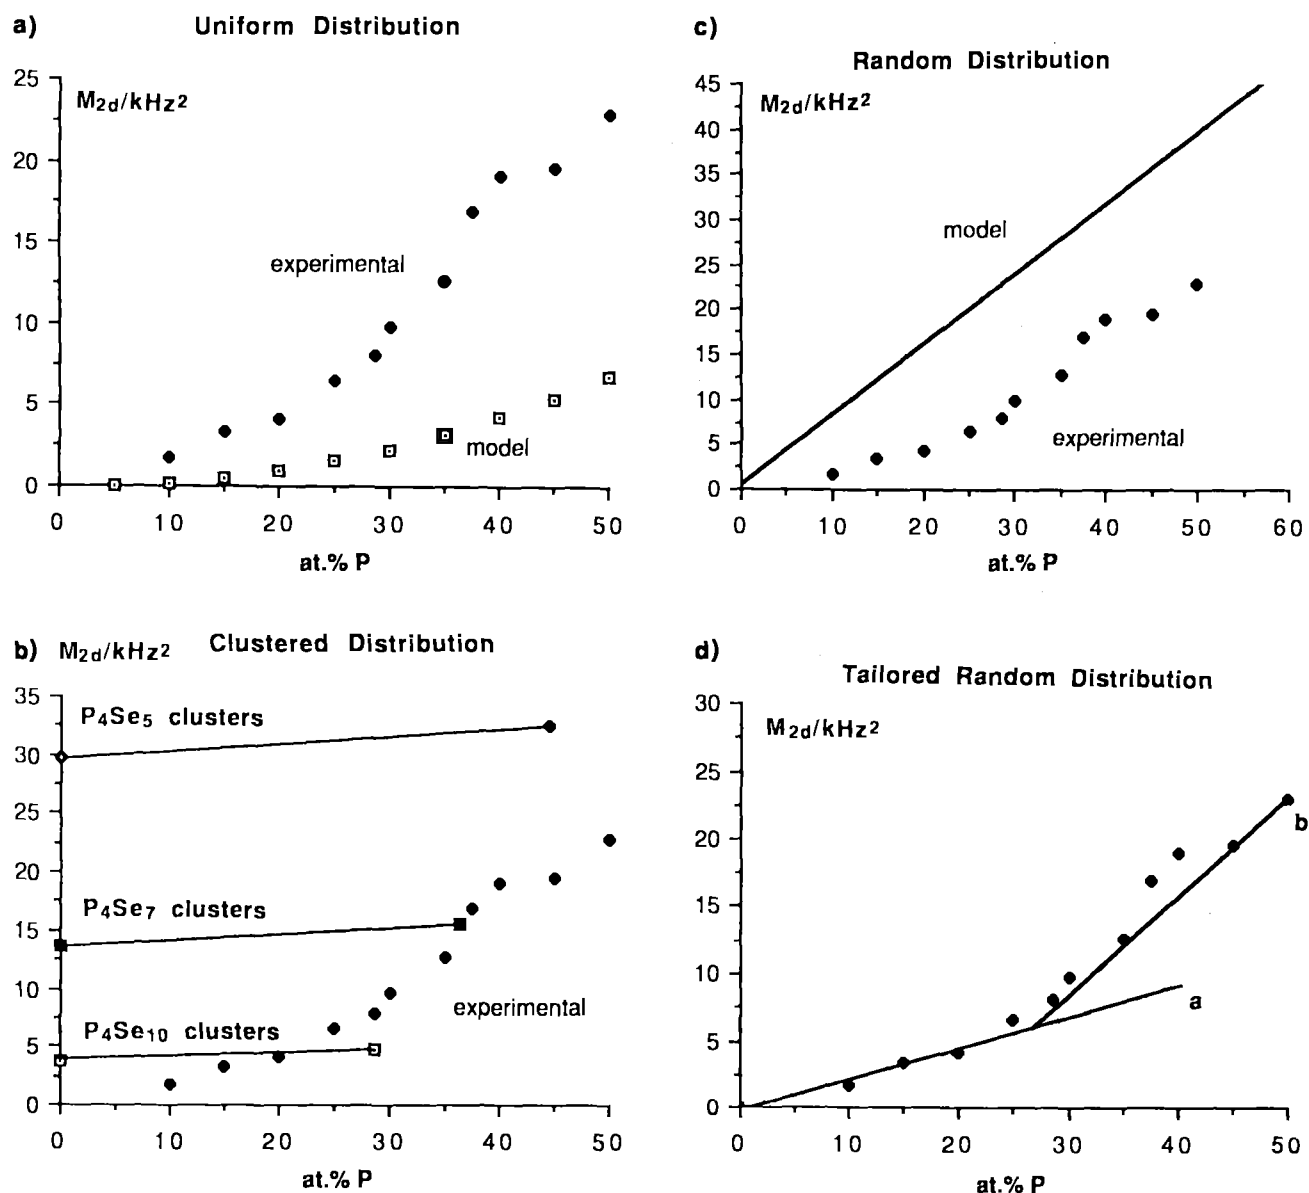 a) Uniform Distribution
M2d/kHz2
25
20
15
10
5
0
experimental
model
0 10 20 30 40 50
at.% P
c)
Random Distribution
M2d/kHz2
45
40
35
30
25
20
15
10
5
0
model
experimental
0 10 20 30 40 50 60
at.% P
b) M2d/kHz2 Clustered Distribution
35
30
25
20
15
10
5
0
P4Se5 clusters
P4Se7 clusters
P4Se10 clusters
experimental
0 10 20 30 40 50
at.% P
d)
Tailored Random Distribution
M2d/kHz2
30
25
20
15
10
5
0
b
a
0 10 20 30 40 50
at.% P